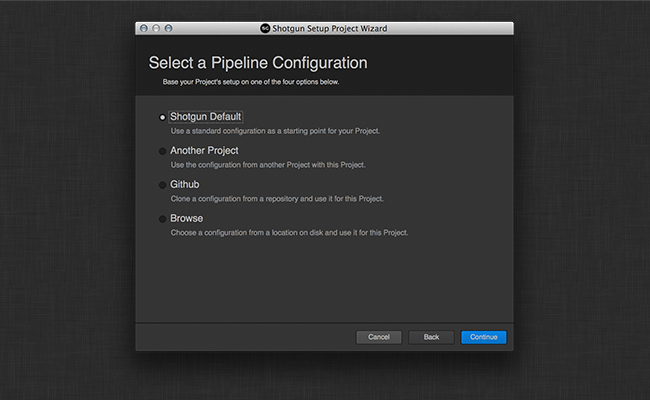 SG Shotgun Setup Project Wizard
Select a Pipeline Configuration
Base your Project's setup on one of the four options below.
Shotgun Default
Use a standard configuration as a starting point for your Project.
Another Project
Use the configuration from another Project with this Project.
Github
Clone a configuration from a repository and use it for this Project.
Browse
Choose a configuration from a location on disk and use it for this Project.
Cancel Back Continue